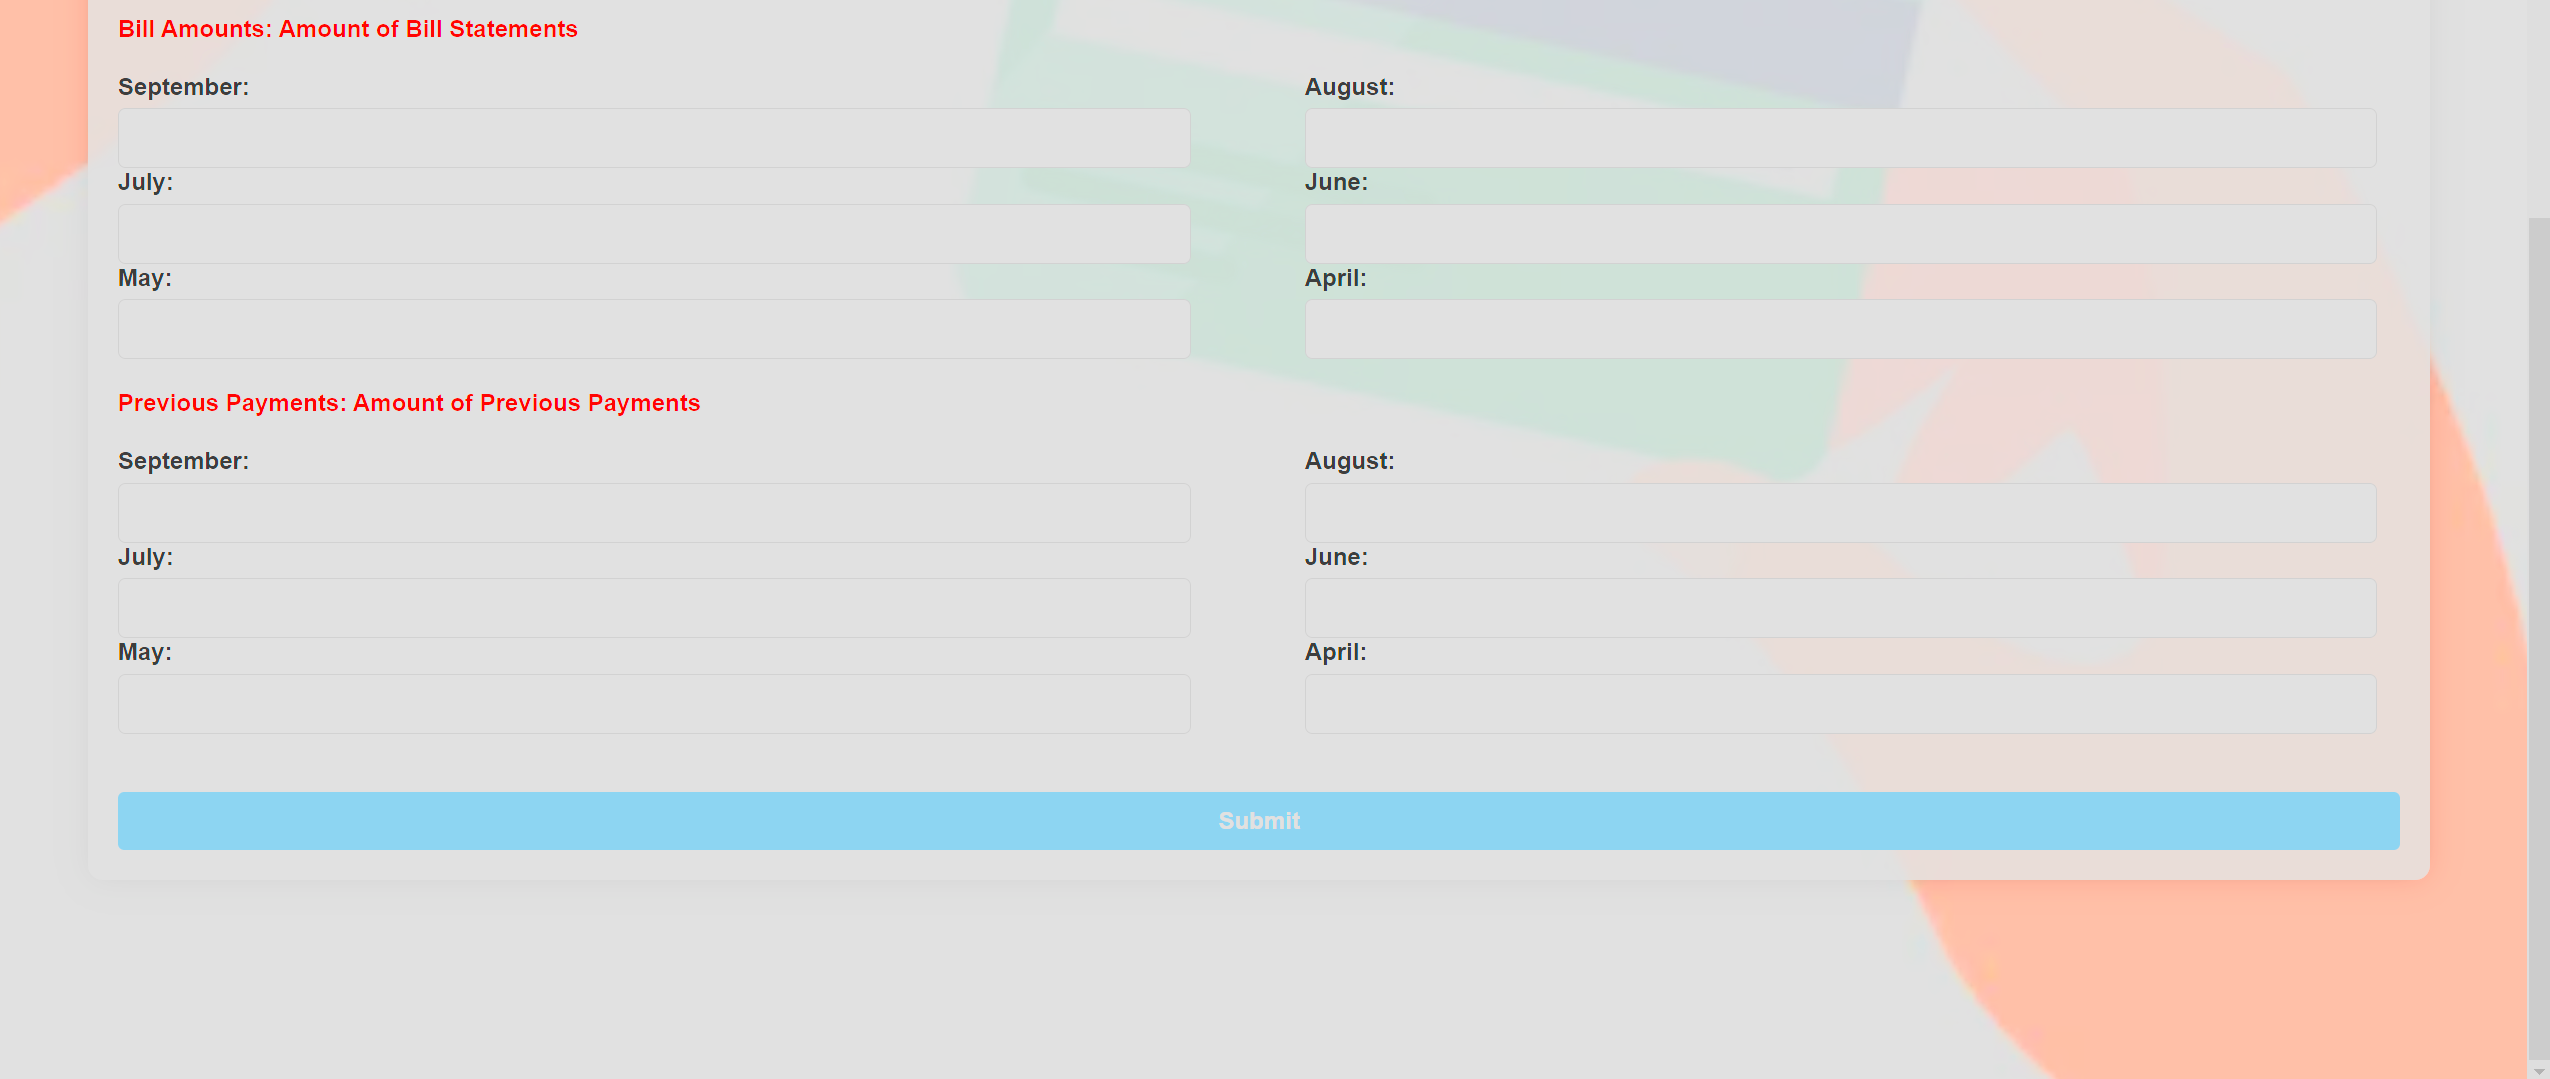 Bill Amounts: Amount of Bill Statements
September:
August:
July:
June:
May:
April:
Previous Payments: Amount of Previous Payments
September:
August:
July:
June:
May:
April:
Submit